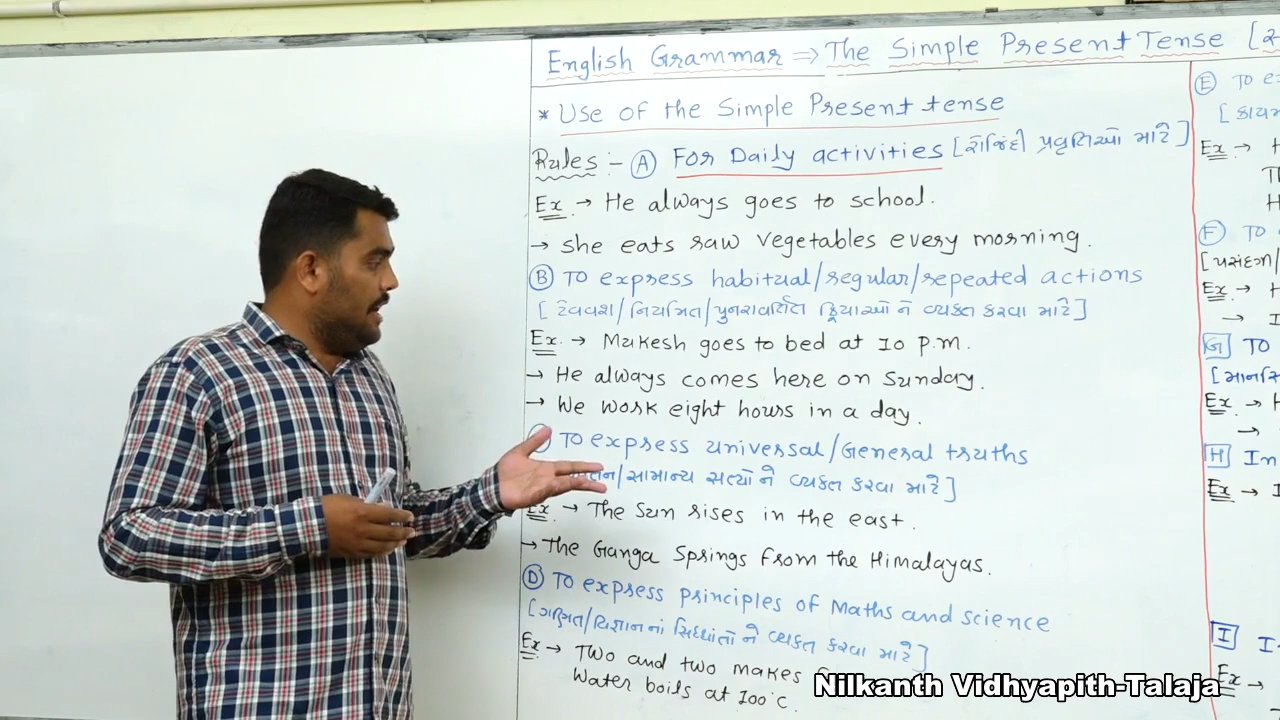 English Grammar ⇒ The Simple Present Tense [સ
* Use of the Simple Present tense
Rules :- Ⓐ For Daily activities [રોજિંદી પ્રવૃત્તિઓ માટે]
Ex. → He always goes to school.
→ she eats raw vegetables every morning.
Ⓑ To express habitual/regular/repeated actions
[ટેવવશ/નિયમિત/પુનરાવર્તિત ક્રિયાઓ ને વ્યક્ત કરવા માટે]
Ex. → Mukesh goes to bed at 10 p.m.
→ He always comes here on Sunday.
→ We work eight hours in a day.
To express universal/General truths
/સામાન્ય સત્યો ને વ્યક્ત કરવા માટે]
Ex. → The Sun rises in the east.
→ The Ganga Springs from the Himalayas.
Ⓓ To express principles of Maths and science
[ગણિત/વિજ્ઞાન નાં સિદ્ધાંતો ને વ્યક્ત કરવા માટે]
Ex. → Two and two makes
Water boils at 100°C.
Ⓔ To ex
[કાયમ
Ex → H
Th
H
Ⓕ To
[પસંદગી/
Ex → H
→ I
G To
[માનસિ
Ex → H
→
H In
Ex → I
I I
Ex →
Nilkanth Vidhyapith-Talaja